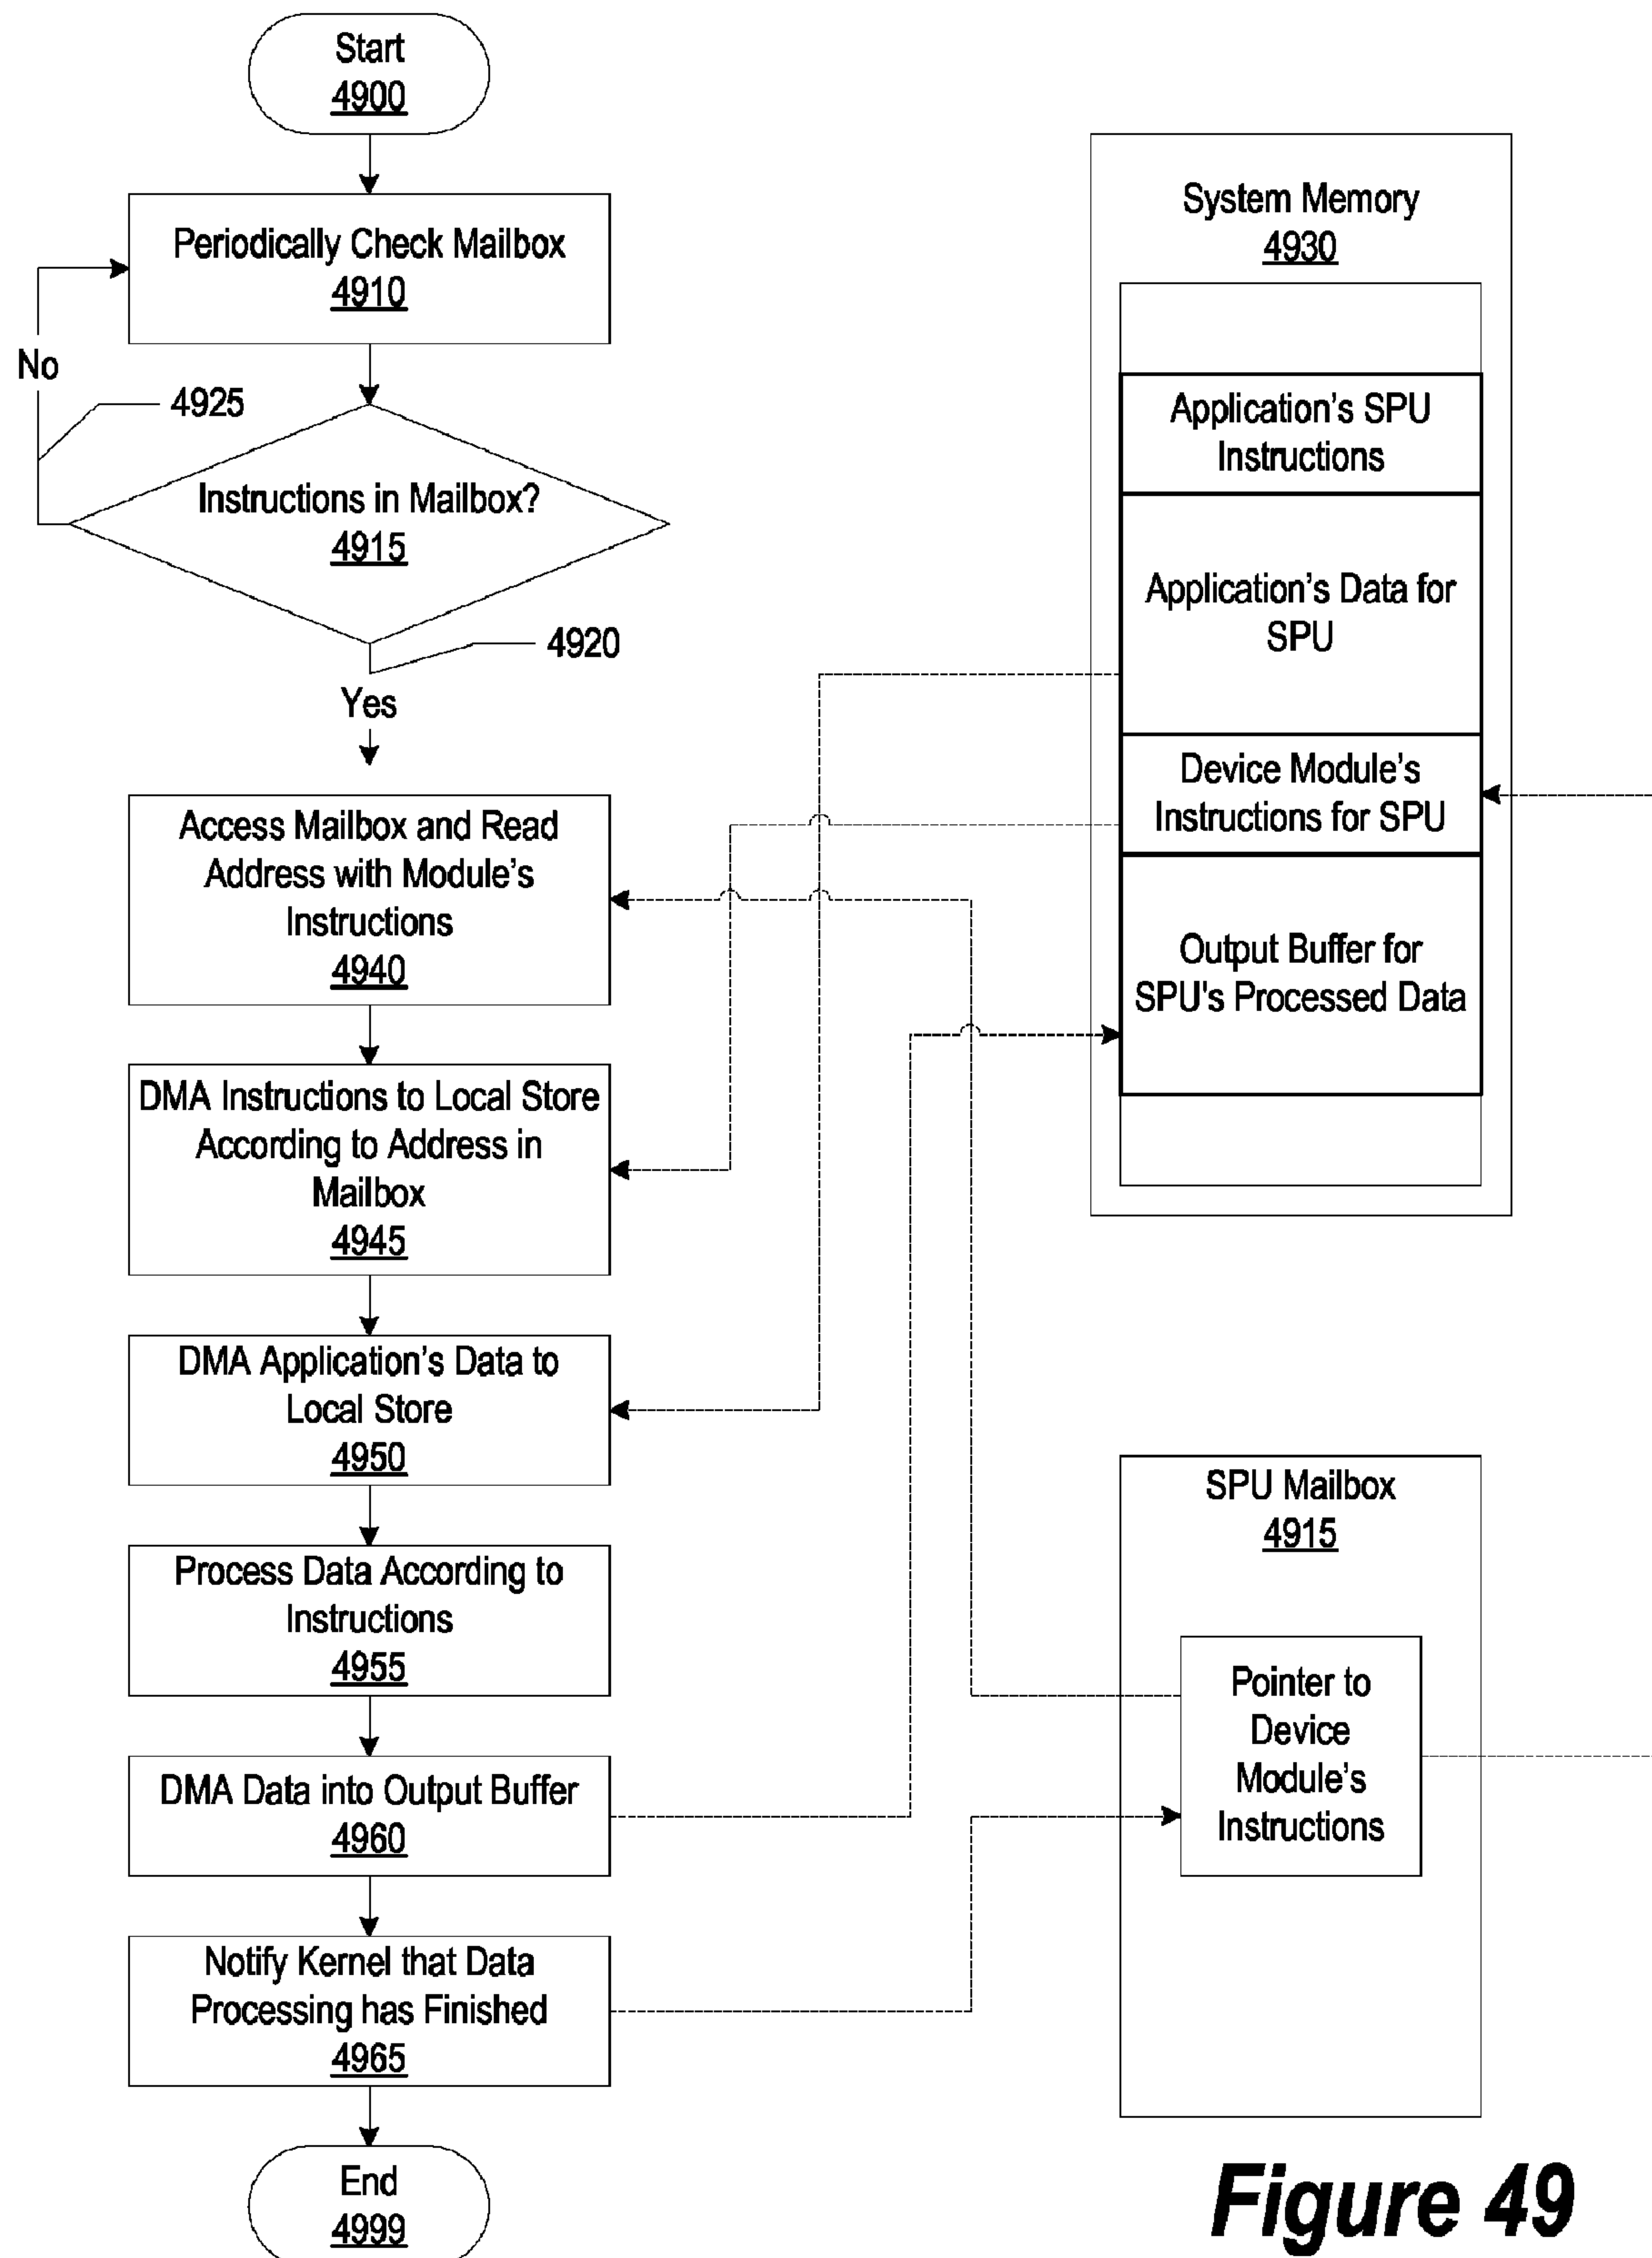 Start
4900
Periodically Check Mailbox
4910
No
4925
Instructions in Mailbox?
4915
4920
Yes
Access Mailbox and Read
Address with Module's
Instructions
4940
DMA Instructions to Local Store
According to Address in
Mailbox
4945
DMA Application's Data to
Local Store
4950
Process Data According to
Instructions
4955
DMA Data into Output Buffer
4960
Notify Kernel that Data
Processing has Finished
4965
End
4999
System Memory
4930
Application's SPU
Instructions
Application's Data for
SPU
Device Module's
Instructions for SPU
Output Buffer for
SPU's Processed Data
SPU Mailbox
4915
Pointer to
Device
Module's
Instructions
Figure 49